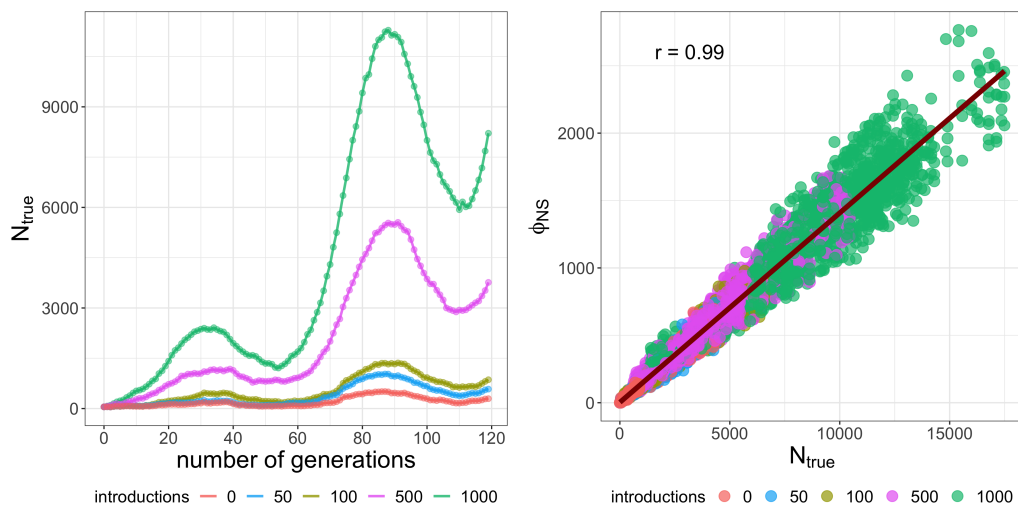 9000
6000
3000
0
N_true
0 20 40 60 80 100 120
number of generations
introductions 0 50 100 500 1000
r = 0.99
2000
1000
0
ϕ_NS
0 5000 10000 15000
N_true
introductions 0 50 100 500 1000